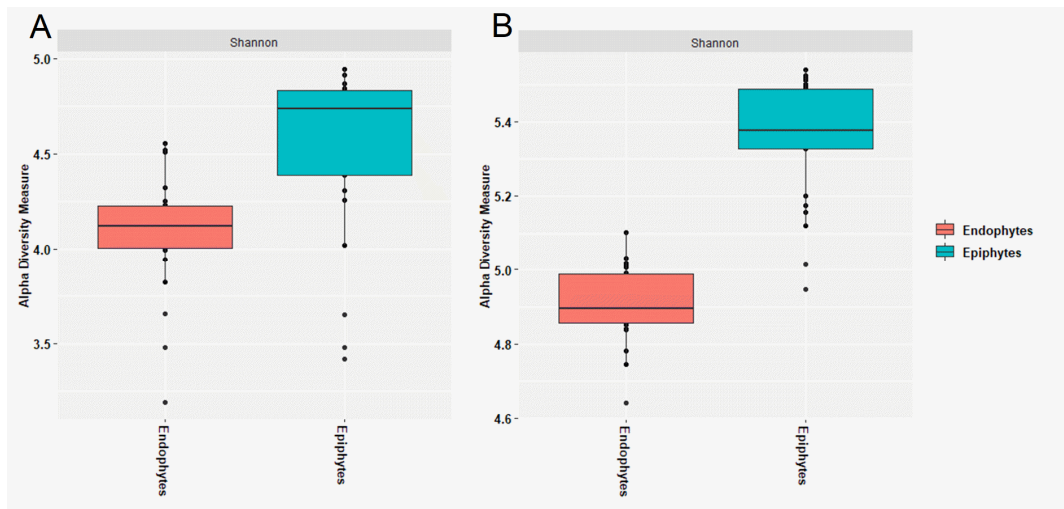 A
Shannon
Alpha Diversity Measure
5.0
4.5
4.0
3.5
Endophytes
Epiphytes
B
Shannon
Alpha Diversity Measure
5.4
5.2
5.0
4.8
4.6
Endophytes
Epiphytes
Endophytes
Epiphytes